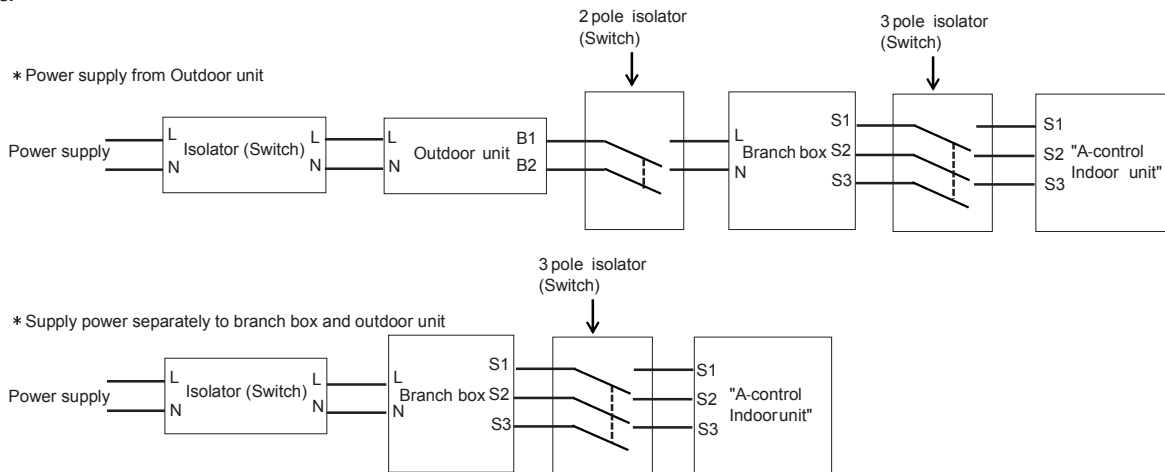 2 pole isolator
(Switch)
3 pole isolator
(Switch)
* Power supply from Outdoor unit
Power supply
L
N
Isolator (Switch)
L
N
L
N
Outdoor unit
B1
B2
L
N
Branch box
S1
S2
S3
S1
S2
S3
"A-control
Indoor unit"
3 pole isolator
(Switch)
* Supply power separately to branch box and outdoor unit
Power supply
L
N
Isolator (Switch)
L
N
L
N
Branch box
S1
S2
S3
S1
S2
S3
"A-control
Indoor unit"